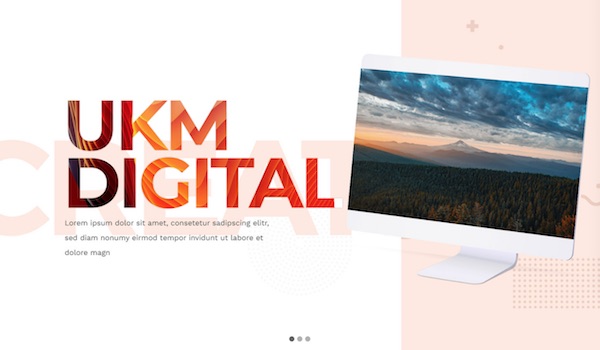 UKM
DIGITAL
Lorem ipsum dolor sit amet, consetetur sadipscing elitr,
sed diam nonumy eirmod tempor invidunt ut labore et
dolore magn